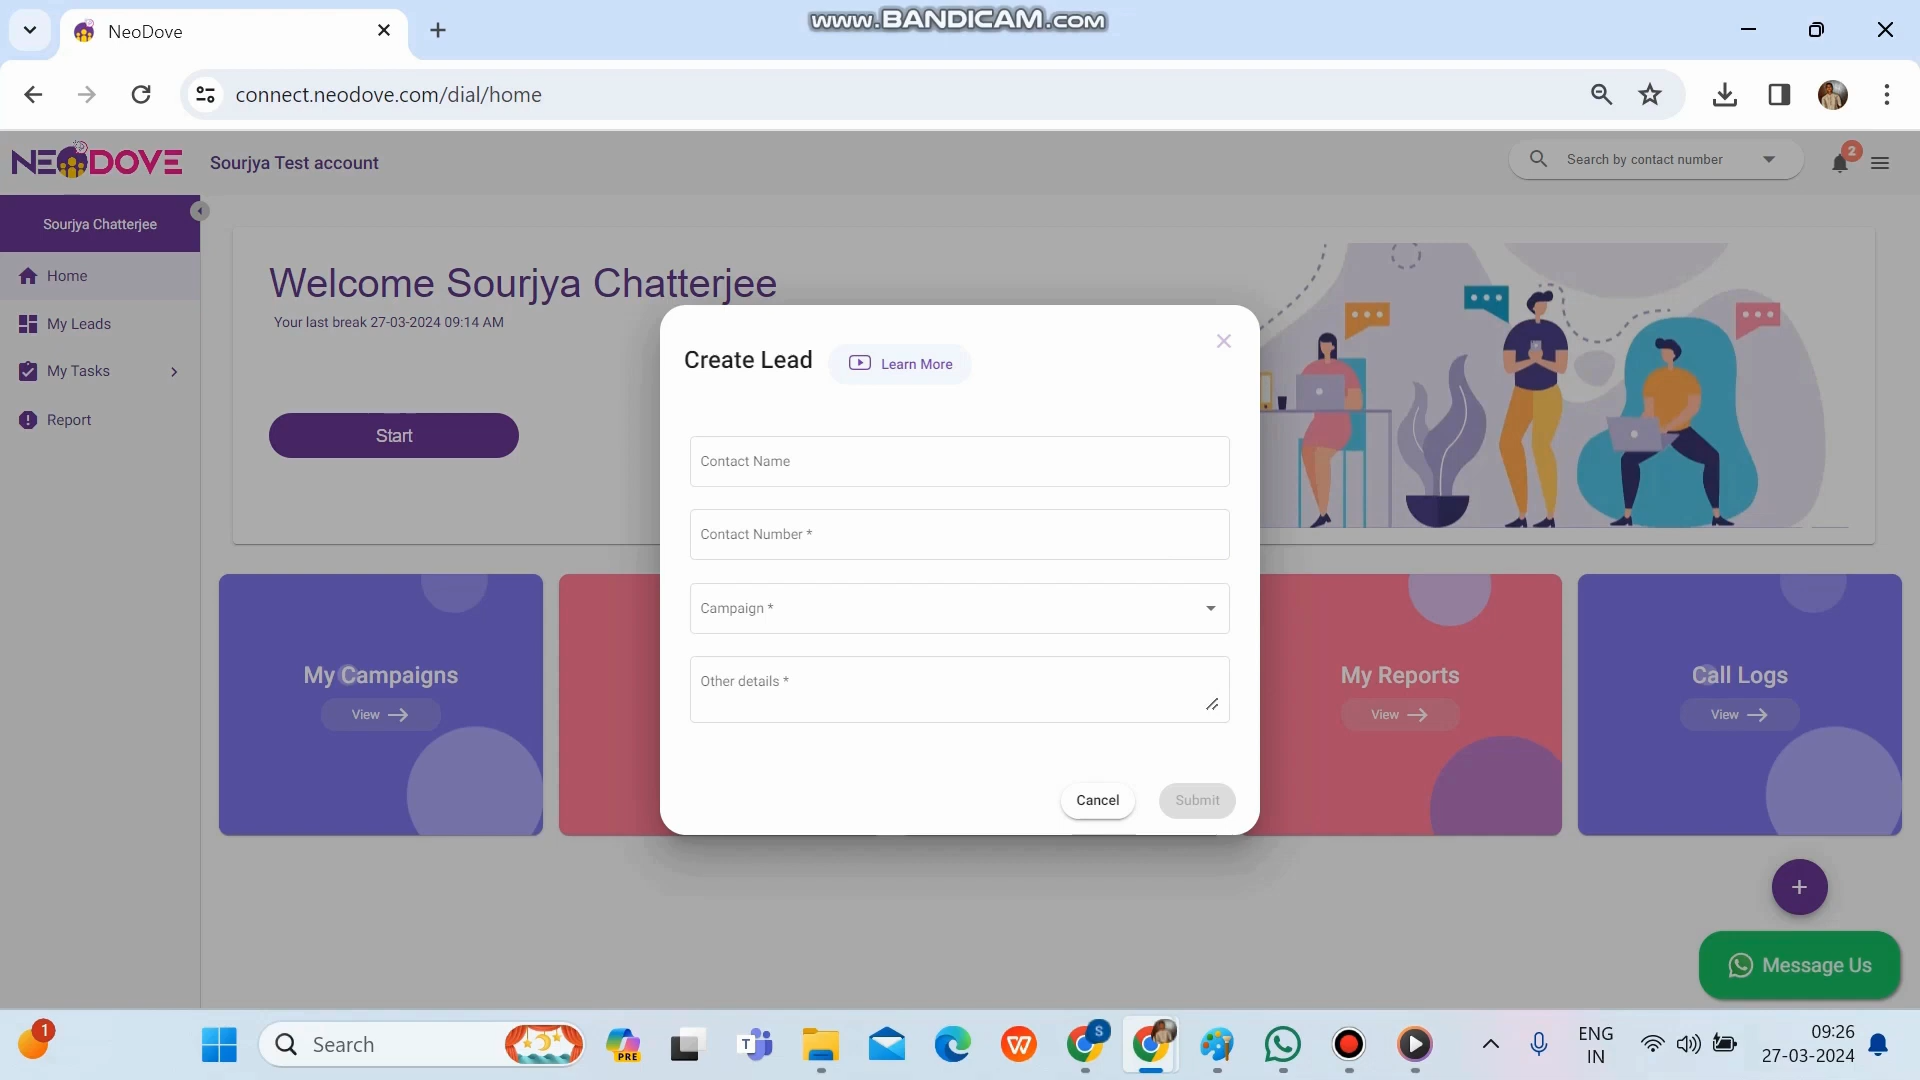 NeoDove
www.BANDICAM.com
connect.neodove.com/dial/home
NEODOVE
Sourjya Test account
Search by contact number
2
Sourjya Chatterjee
Home
My Leads
My Tasks
Report
Welcome Sourjya Chatterjee
Your last break 27-03-2024 09:14 AM
Start
Create Lead
Learn More
Contact Name
Contact Number *
Campaign *
Other details *
Cancel
Submit
My Campaigns
View
My Reports
View
Call Logs
View
+
Message Us
1
Search
PRE
T
W
S
ENG
IN
09:26
27-03-2024